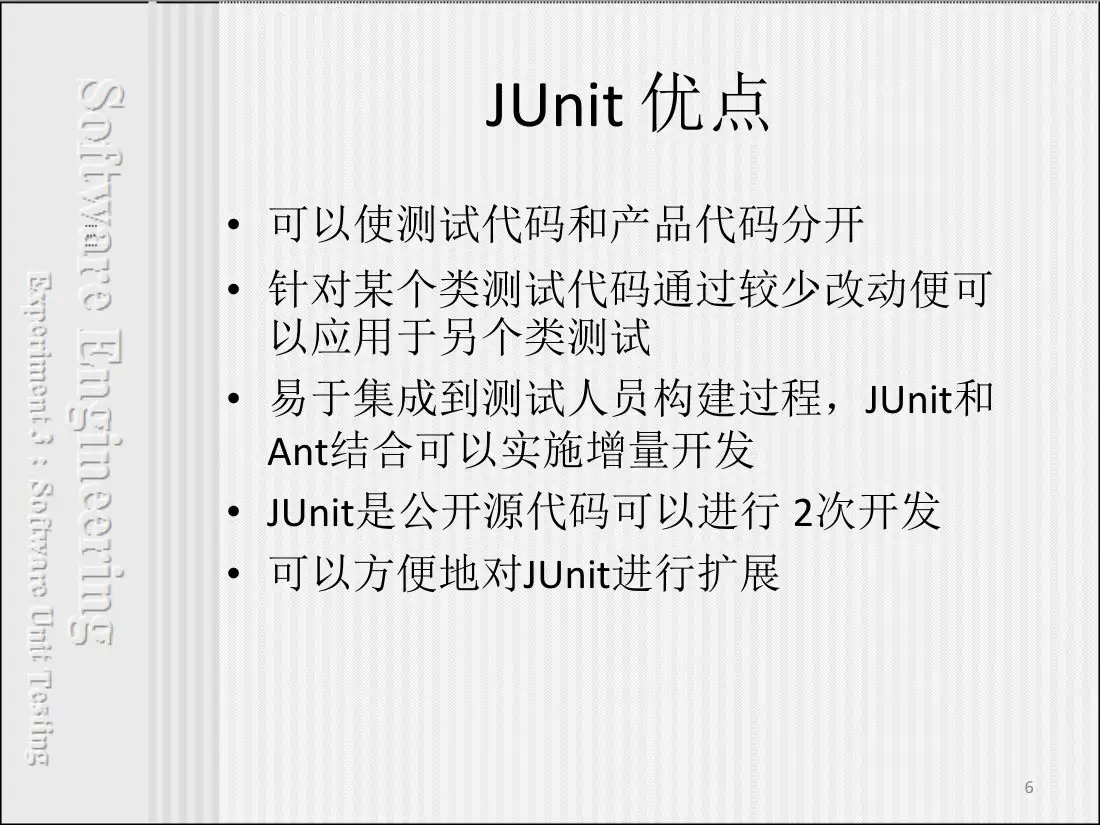 JUnit 优点
• 可以使测试代码和产品代码分开
• 针对某个类测试代码通过较少改动便可
以应用于另个类测试
• 易于集成到测试人员构建过程，JUnit和
Ant结合可以实施增量开发
• JUnit是公开源代码可以进行 2次开发
• 可以方便地对JUnit进行扩展
Software Engineering
Experiment 3 : Software Unit Testing
6